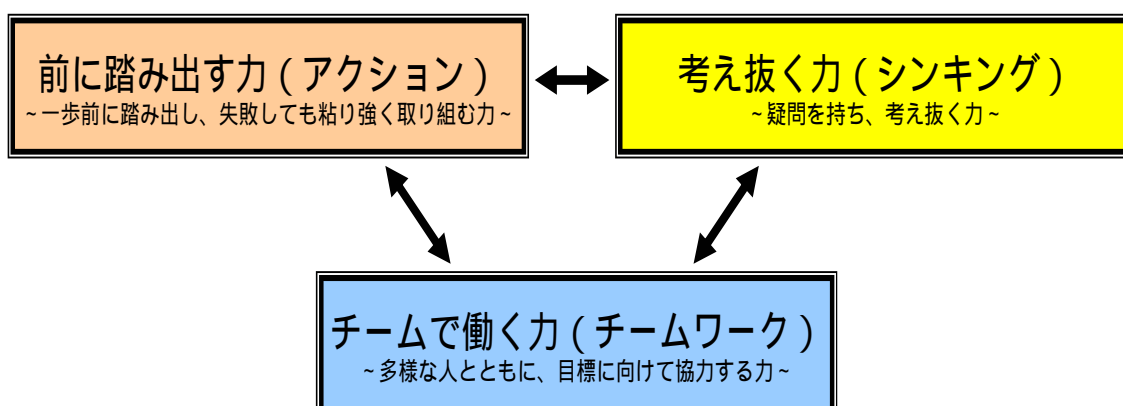 前に踏み出す力(アクション)
~一歩前に踏み出し、失敗しても粘り強く取り組む力~
考え抜く力(シンキング)
~疑問を持ち、考え抜く力~
チームで働く力(チームワーク)
~多様な人とともに、目標に向けて協力する力~